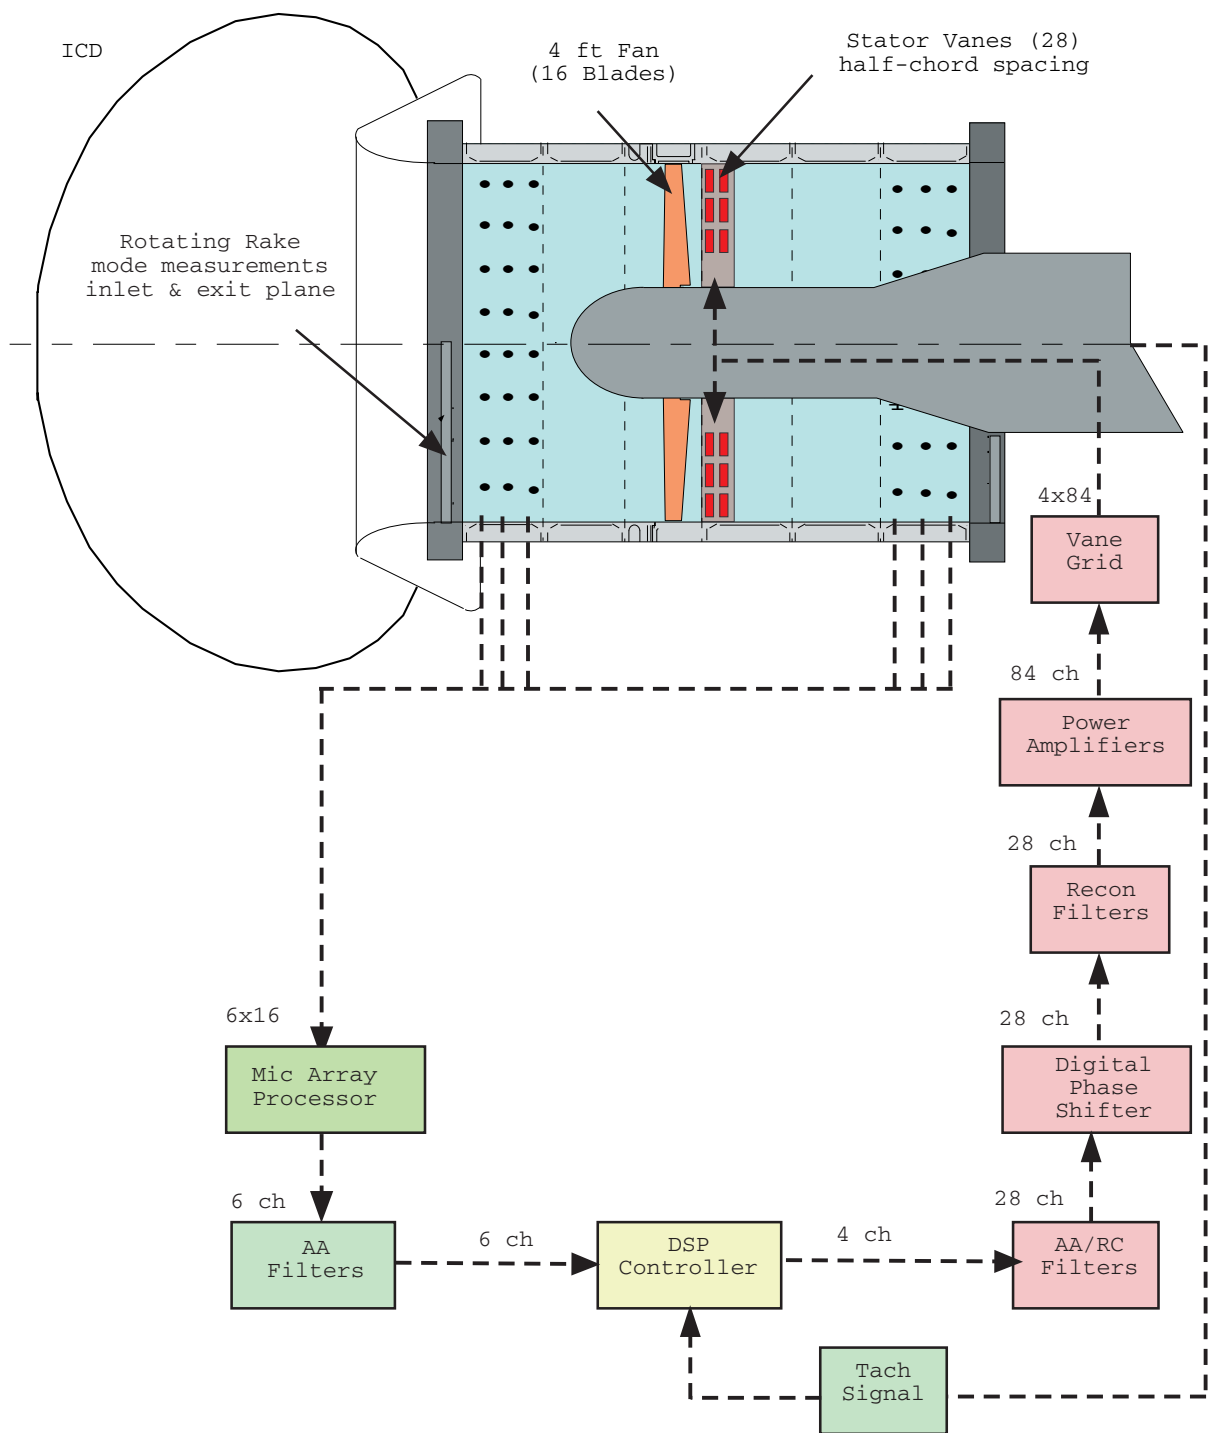 ICD
4 ft Fan
(16 Blades)
Stator Vanes (28)
half-chord spacing
Rotating Rake
mode measurements
inlet & exit plane
4x84
Vane
Grid
84 ch
Power
Amplifiers
28 ch
Recon
Filters
28 ch
Digital
Phase
Shifter
28 ch
AA/RC
Filters
6x16
Mic Array
Processor
6 ch
AA
Filters
6 ch
DSP
Controller
4 ch
Tach
Signal